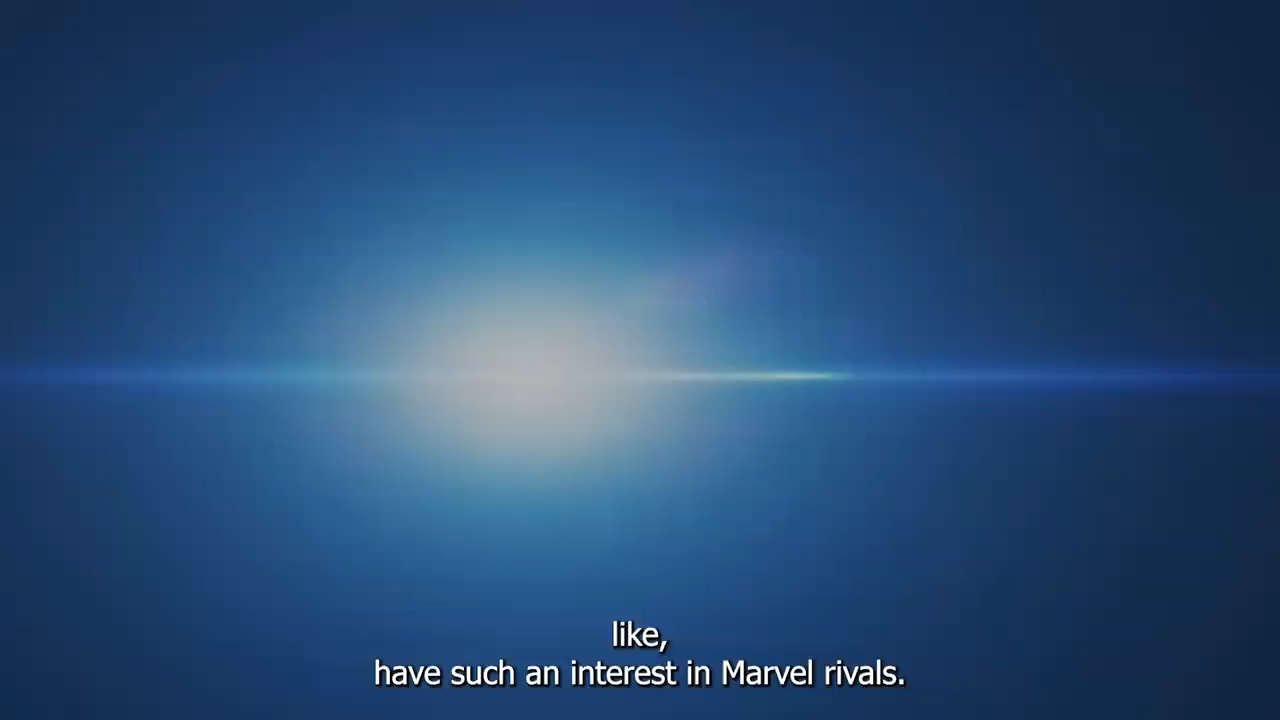 like,
have such an interest in Marvel rivals.